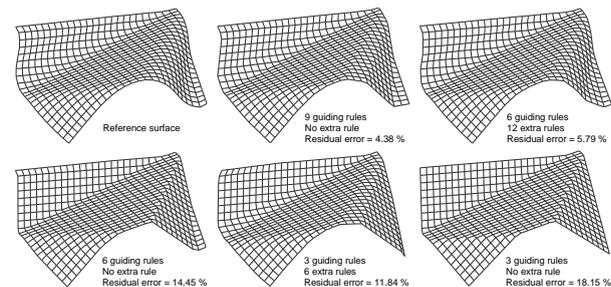 Reference surface
9 guiding rules
No extra rule
Residual error = 4.38 %
6 guiding rules
12 extra rules
Residual error = 5.79 %
6 guiding rules
No extra rule
Residual error = 14.45 %
3 guiding rules
6 extra rules
Residual error = 11.84 %
3 guiding rules
No extra rule
Residual error = 18.15 %